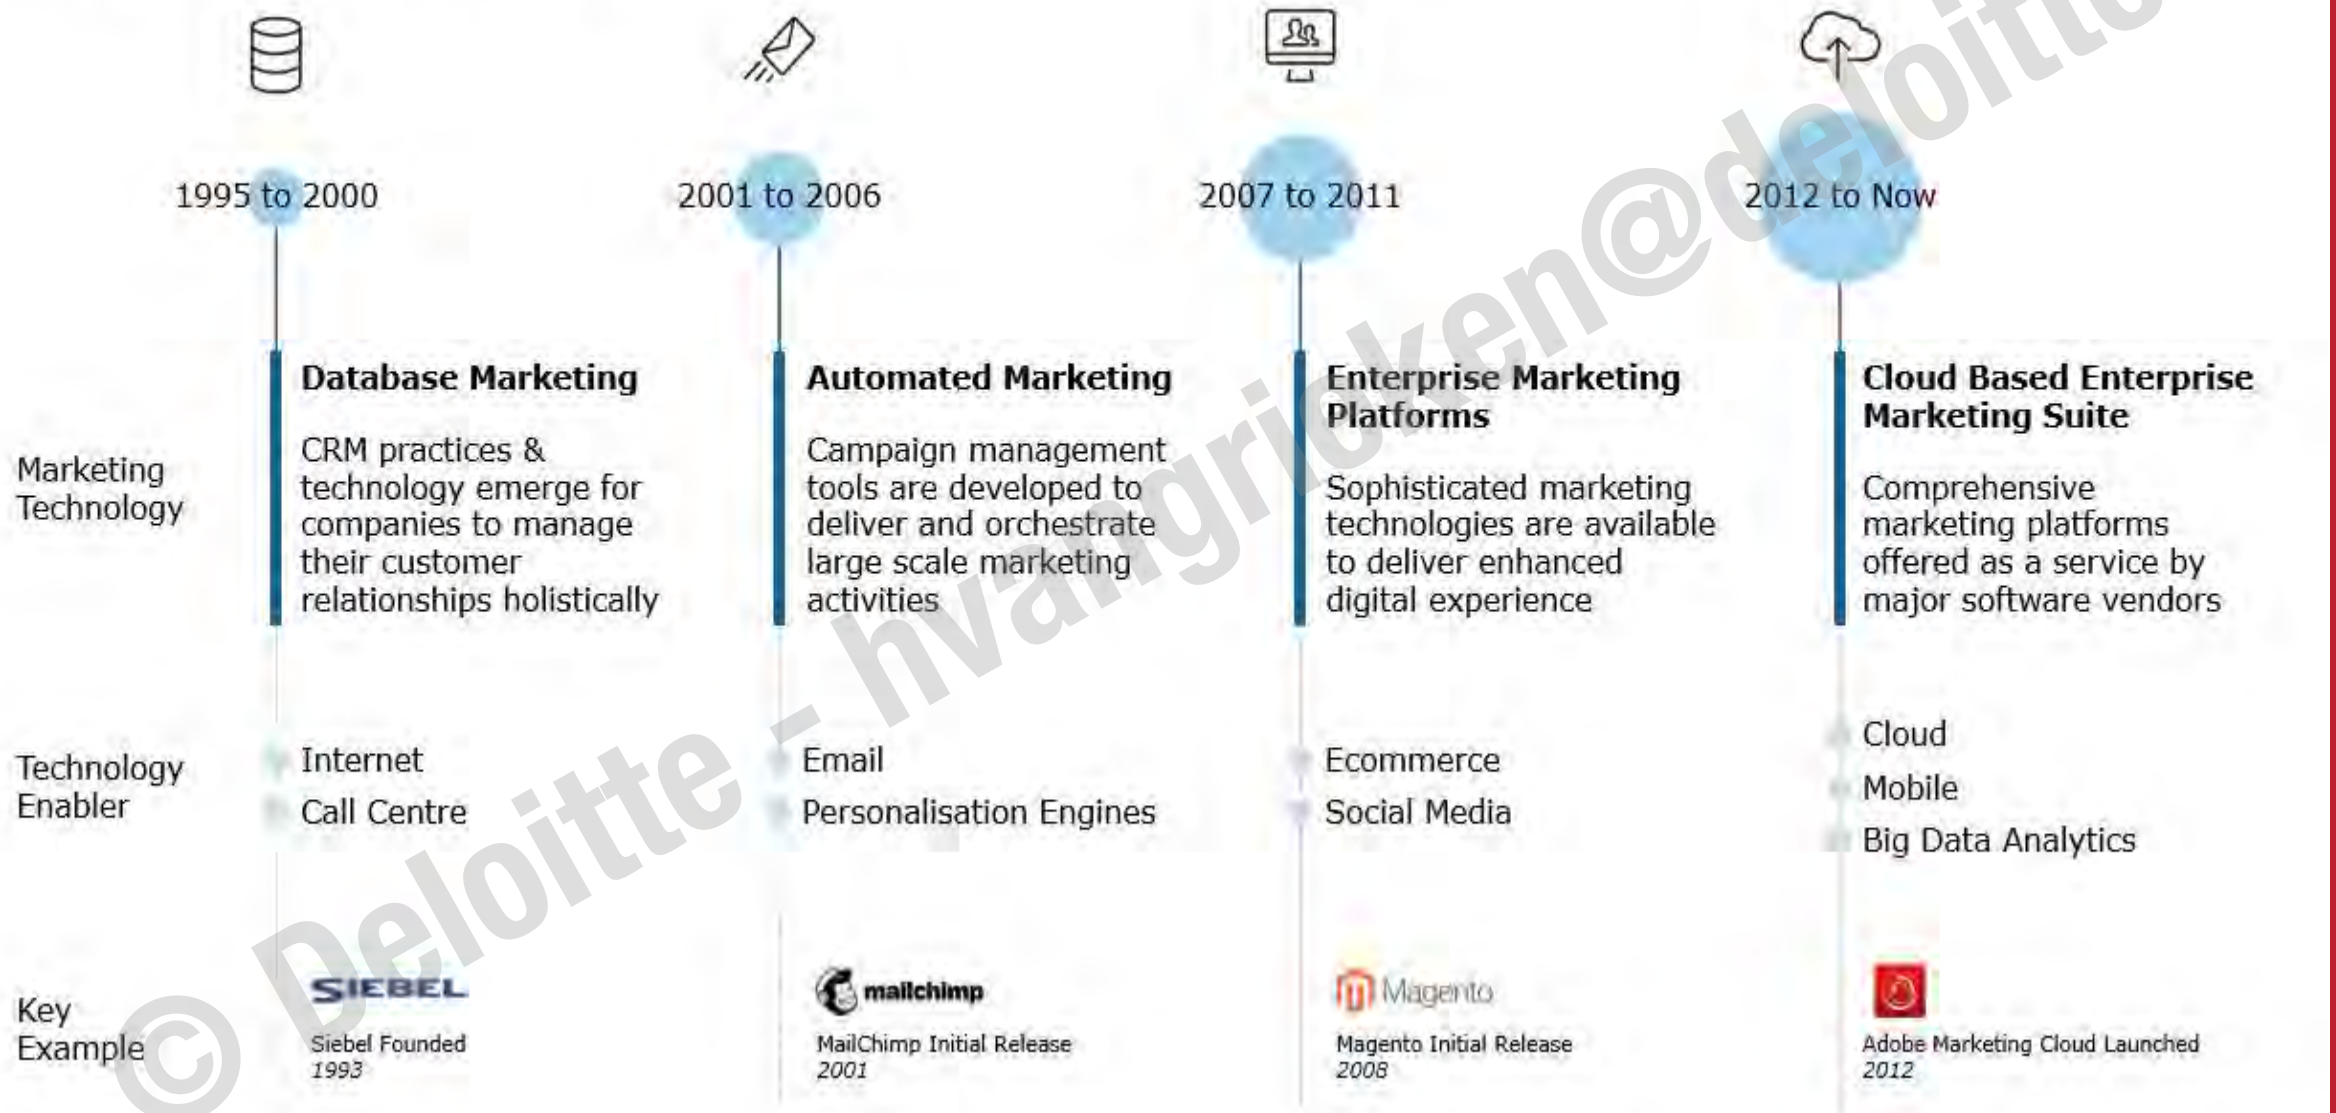 1995 to 2000
2001 to 2006
2007 to 2011
2012 to Now
Marketing
Technology
Database Marketing
CRM practices &
technology emerge for
companies to manage
their customer
relationships holistically
Automated Marketing
Campaign management
tools are developed to
deliver and orchestrate
large scale marketing
activities
Enterprise Marketing
Platforms
Sophisticated marketing
technologies are available
to deliver enhanced
digital experience
Cloud Based Enterprise
Marketing Suite
Comprehensive
marketing platforms
offered as a service by
major software vendors
Technology
Enabler
Internet
Call Centre
Email
Personalisation Engines
Ecommerce
Social Media
Cloud
Mobile
Big Data Analytics
Key
Example
SIEBEL
Siebel Founded
1993
mailchimp
MailChimp Initial Release
2001
Magento
Magento Initial Release
2008
Adobe Marketing Cloud Launched
2012
© Deloitte - hvangricken@deloitte